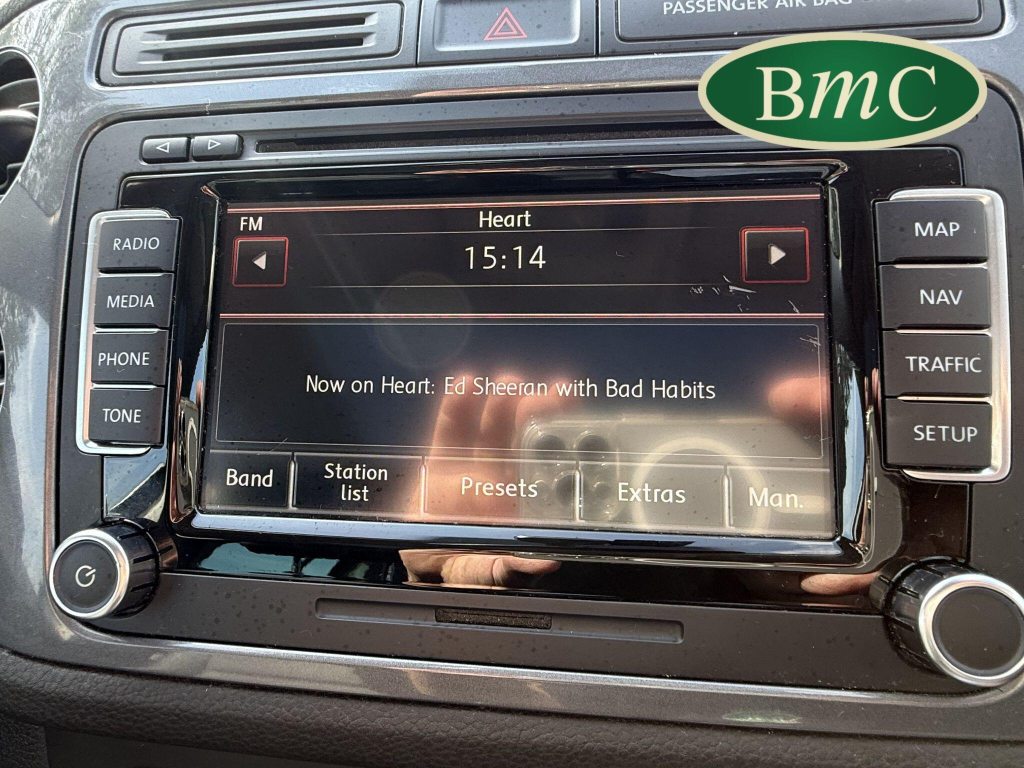 PASSENGER AIR BAG
BmC
RADIO
MEDIA
PHONE
TONE
FM
Heart
15:14
Now on Heart: Ed Sheeran with Bad Habits
Band
Station
list
Presets
Extras
Man.
MAP
NAV
TRAFFIC
SETUP